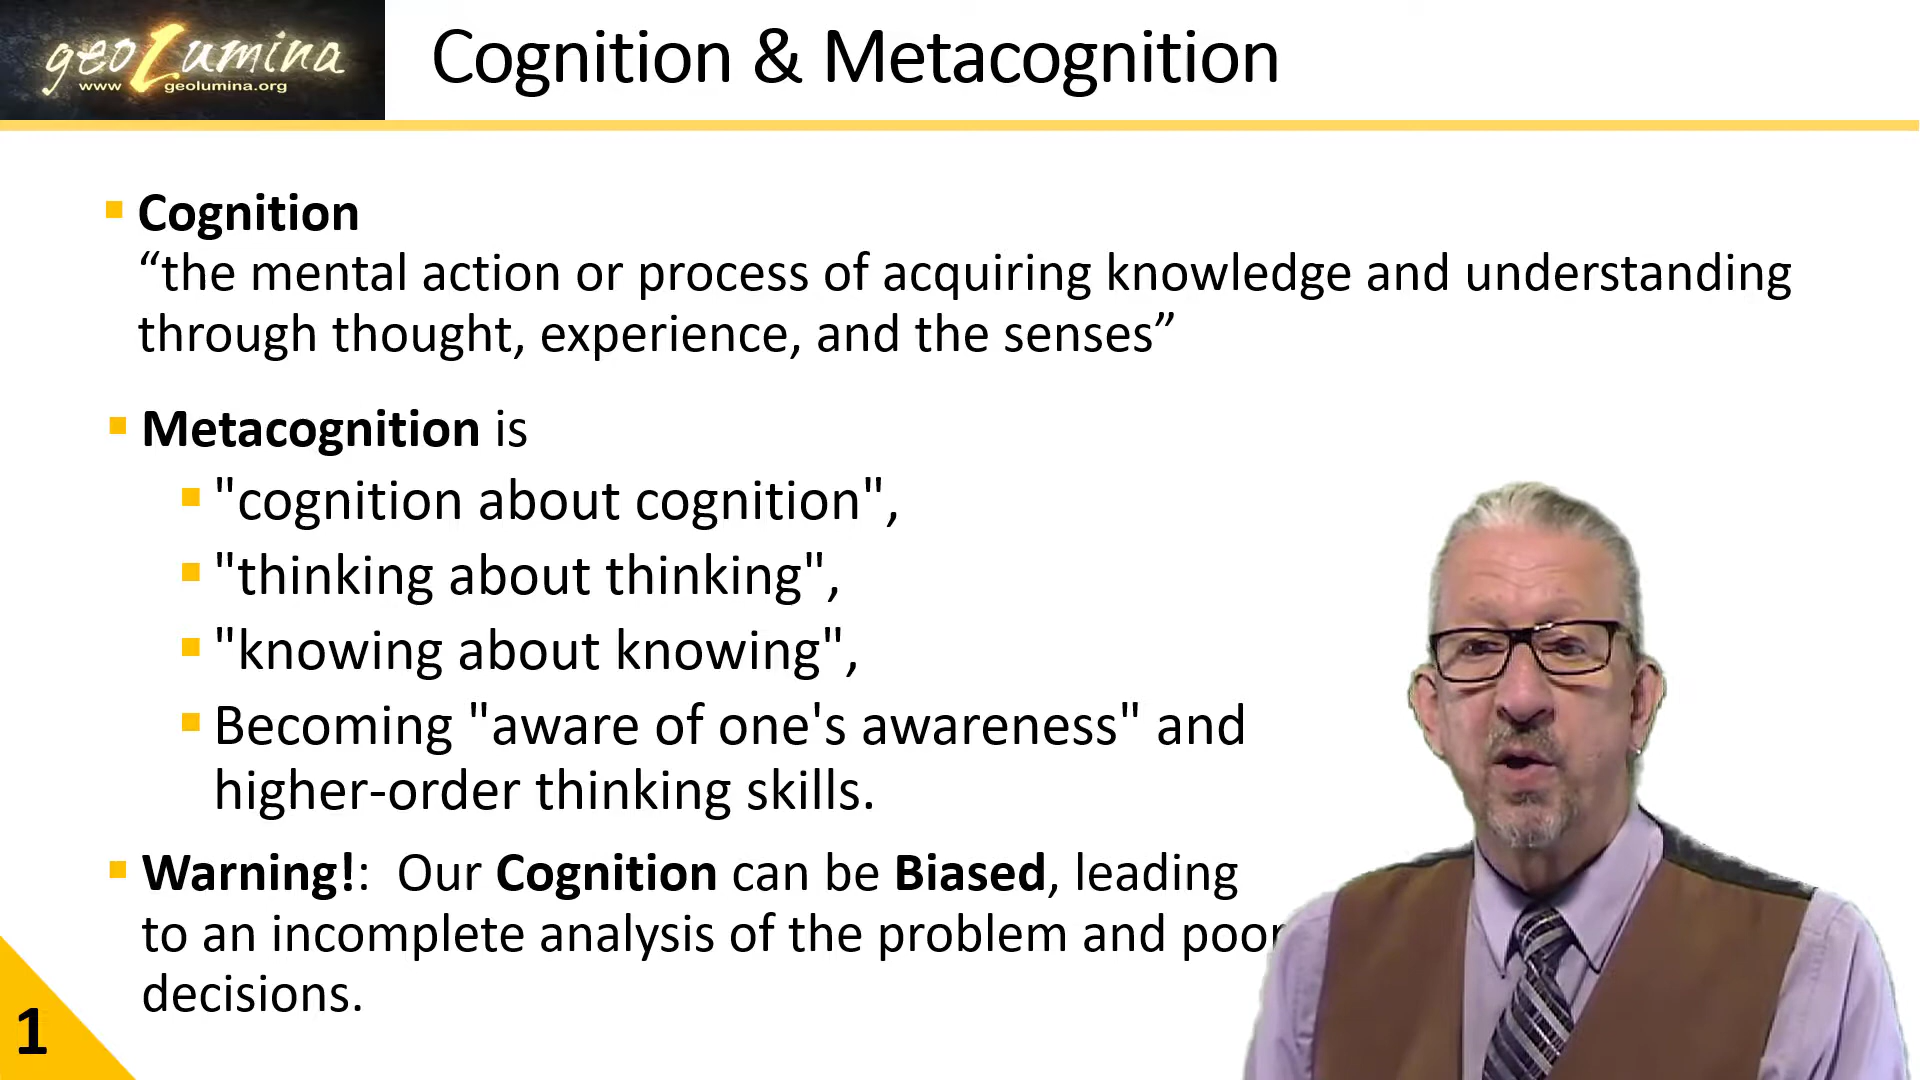 geoLumina
www geolumina.org
Cognition & Metacognition
Cognition
“the mental action or process of acquiring knowledge and understanding
through thought, experience, and the senses”
Metacognition is
"cognition about cognition",
"thinking about thinking",
"knowing about knowing",
Becoming "aware of one's awareness" and
higher-order thinking skills.
Warning!: Our Cognition can be Biased, leading
to an incomplete analysis of the problem and poor
decisions.
1